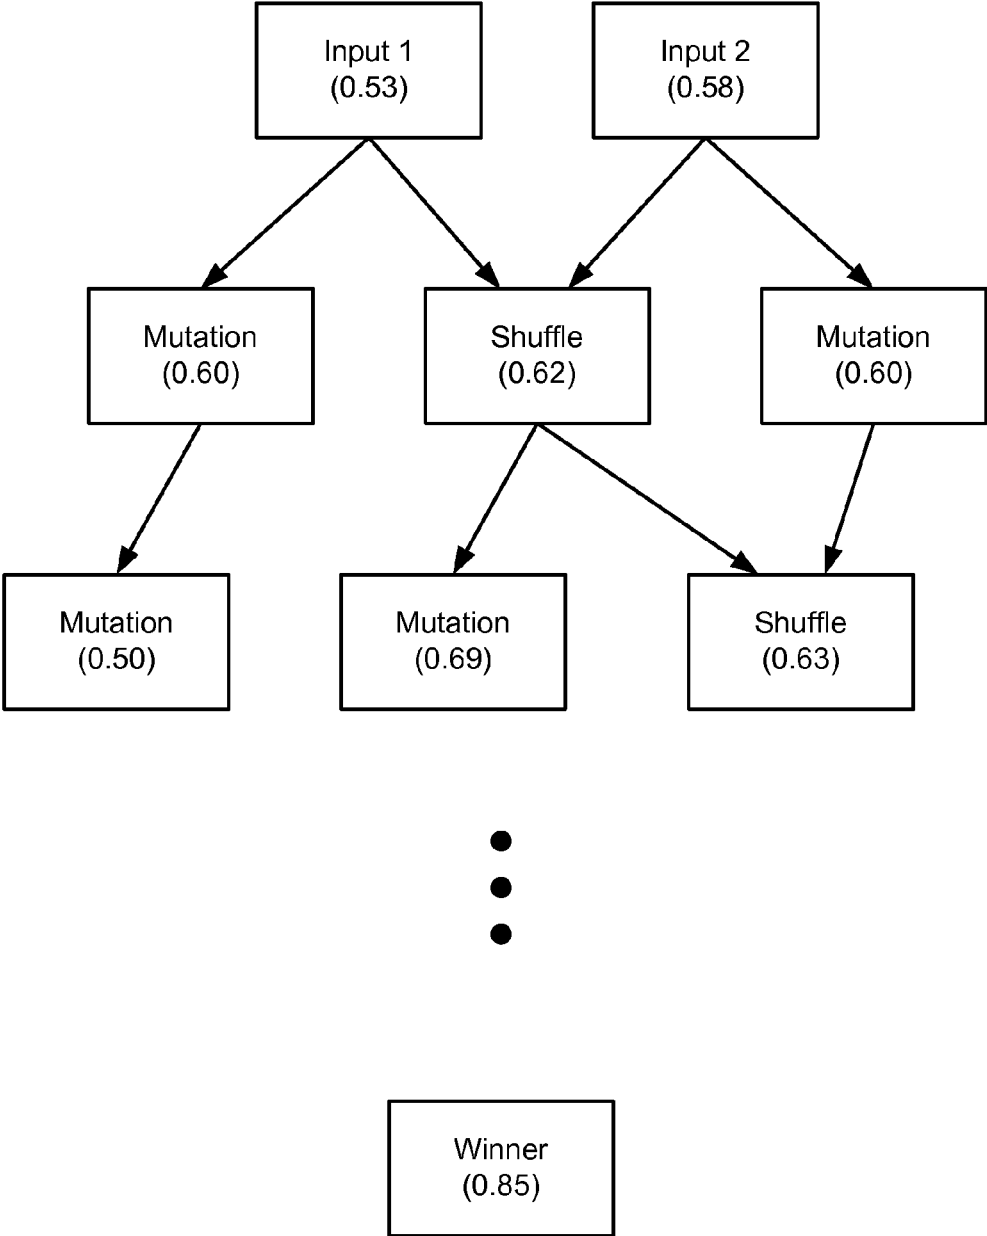 Input 1
(0.53)
Input 2
(0.58)
Mutation
(0.60)
Shuffle
(0.62)
Mutation
(0.60)
Mutation
(0.50)
Mutation
(0.69)
Shuffle
(0.63)
Winner
(0.85)